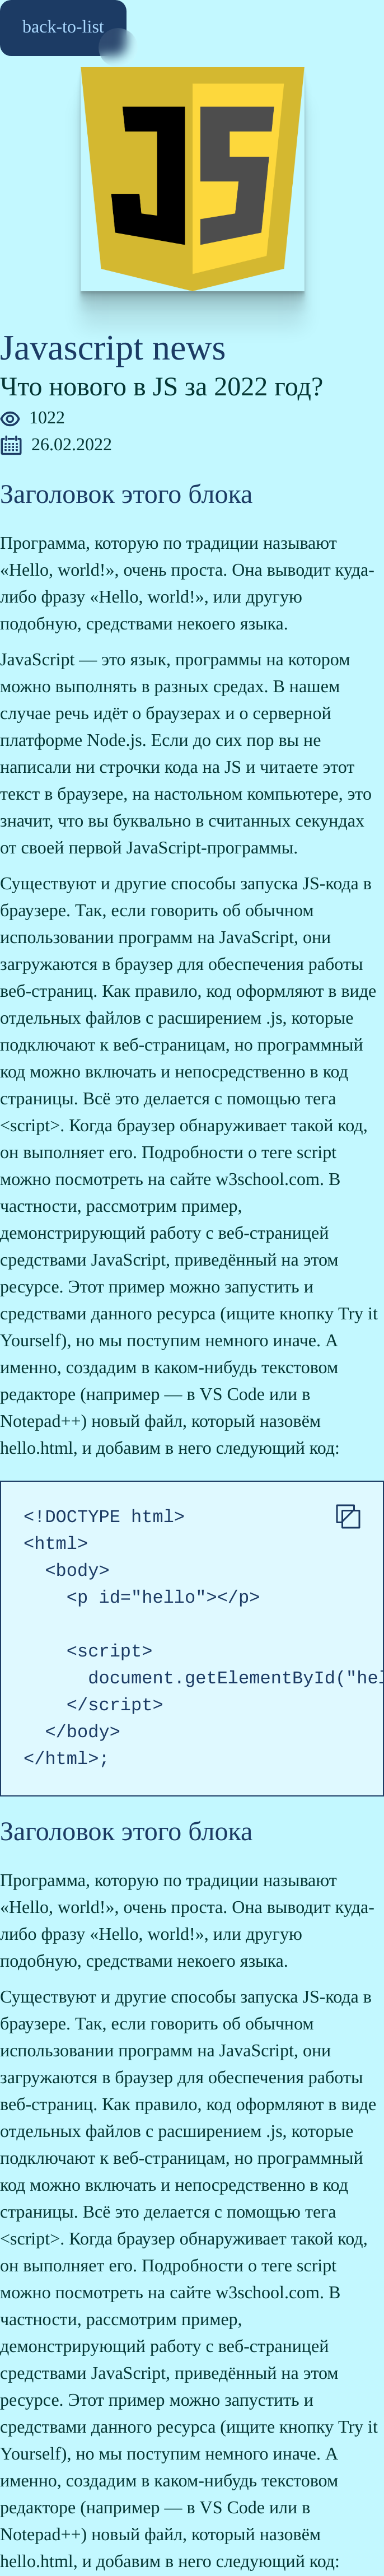 back-to-list
JS
Javascript news
Что нового в JS за 2022 год?
1022
26.02.2022
Заголовок этого блока
Программа, которую по традиции называют
«Hello, world!», очень проста. Она выводит куда-
либо фразу «Hello, world!», или другую
подобную, средствами некоего языка.
JavaScript — это язык, программы на котором
можно выполнять в разных средах. В нашем
случае речь идёт о браузерах и о серверной
платформе Node.js. Если до сих пор вы не
написали ни строчки кода на JS и читаете этот
текст в браузере, на настольном компьютере, это
значит, что вы буквально в считанных секундах
от своей первой JavaScript-программы.
Существуют и другие способы запуска JS-кода в
браузере. Так, если говорить об обычном
использовании программ на JavaScript, они
загружаются в браузер для обеспечения работы
веб-страниц. Как правило, код оформляют в виде
отдельных файлов с расширением .js, которые
подключают к веб-страницам, но программный
код можно включать и непосредственно в код
страницы. Всё это делается с помощью тега
<script>. Когда браузер обнаруживает такой код,
он выполняет его. Подробности о теге script
можно посмотреть на сайте w3school.com. В
частности, рассмотрим пример,
демонстрирующий работу с веб-страницей
средствами JavaScript, приведённый на этом
ресурсе. Этот пример можно запустить и
средствами данного ресурса (ищите кнопку Try it
Yourself), но мы поступим немного иначе. А
именно, создадим в каком-нибудь текстовом
редакторе (например — в VS Code или в
Notepad++) новый файл, который назовём
hello.html, и добавим в него следующий код:
<!DOCTYPE html>
<html>
<body>
<p id="hello"></p>
<script>
document.getElementById("hel
</script>
</body>
</html>;
Заголовок этого блока
Программа, которую по традиции называют
«Hello, world!», очень проста. Она выводит куда-
либо фразу «Hello, world!», или другую
подобную, средствами некоего языка.
Существуют и другие способы запуска JS-кода в
браузере. Так, если говорить об обычном
использовании программ на JavaScript, они
загружаются в браузер для обеспечения работы
веб-страниц. Как правило, код оформляют в виде
отдельных файлов с расширением .js, которые
подключают к веб-страницам, но программный
код можно включать и непосредственно в код
страницы. Всё это делается с помощью тега
<script>. Когда браузер обнаруживает такой код,
он выполняет его. Подробности о теге script
можно посмотреть на сайте w3school.com. В
частности, рассмотрим пример,
демонстрирующий работу с веб-страницей
средствами JavaScript, приведённый на этом
ресурсе. Этот пример можно запустить и
средствами данного ресурса (ищите кнопку Try it
Yourself), но мы поступим немного иначе. А
именно, создадим в каком-нибудь текстовом
редакторе (например — в VS Code или в
Notepad++) новый файл, который назовём
hello.html, и добавим в него следующий код: